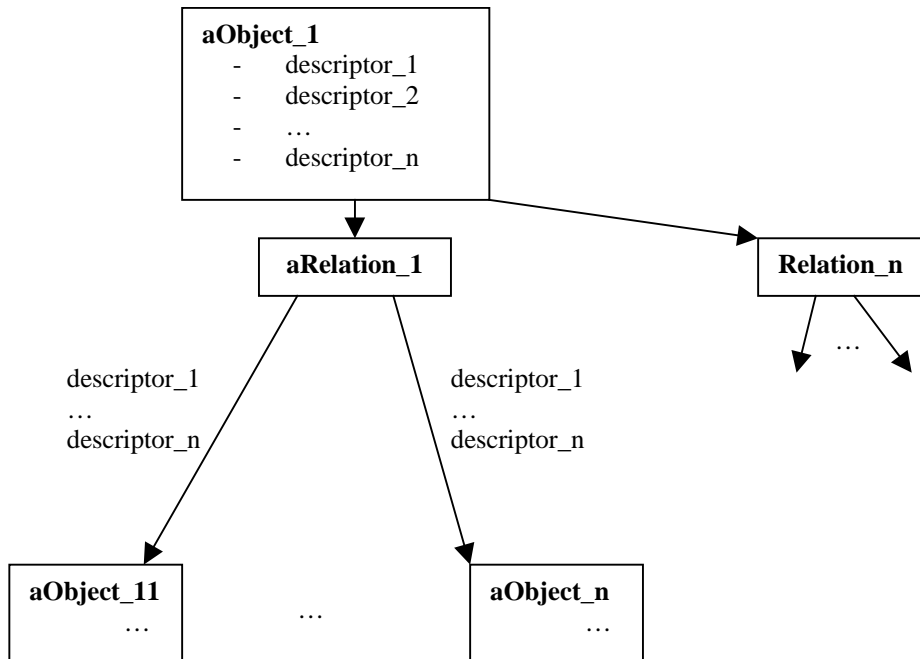 aObject_1
- descriptor_1
- descriptor_2
- …
- descriptor_n
aRelation_1
Relation_n
…
descriptor_1
…
descriptor_n
descriptor_1
…
descriptor_n
aObject_11
…
…
aObject_n
…